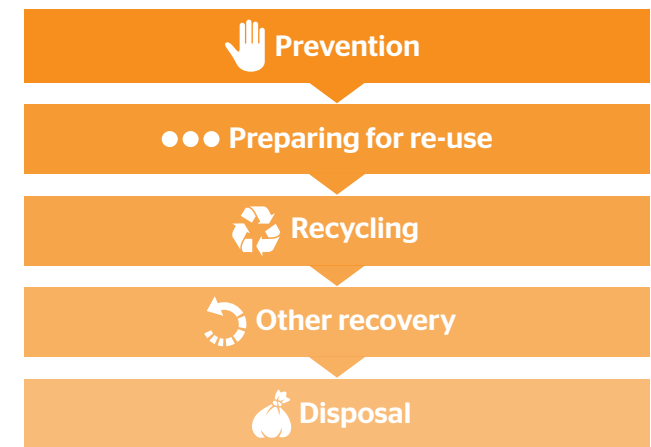 Prevention
Preparing for re-use
Recycling
Other recovery
Disposal